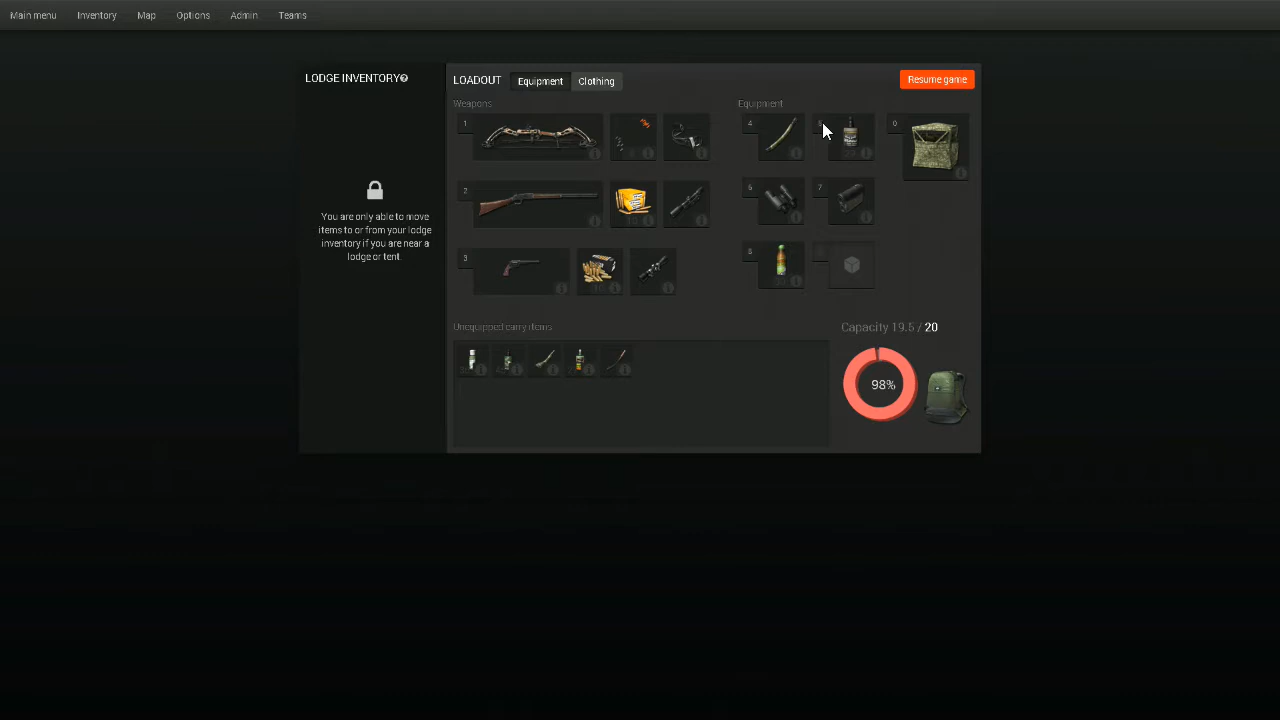 Main menu Inventory Map Options Admin Teams
LODGE INVENTORY
LOADOUT Equipment Clothing Resume game
Weapons Equipment
1 4 0
2 6 7
3
You are only able to move
items to or from your lodge
inventory if you are near a
lodge or tent.
Unequipped carry items
Capacity 19.5 / 20
98%